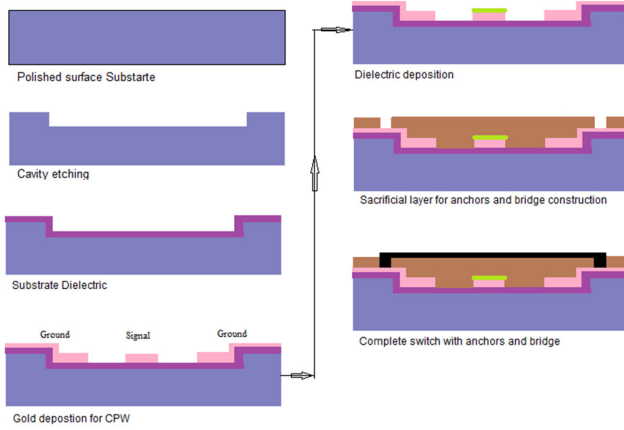 Polished surface Substarte
Cavity etching
Substrate Dielectric
Ground Signal Ground
Gold depostion for CPW
Dielectric deposition
Sacrificial layer for anchors and bridge construction
Complete switch with anchors and bridge